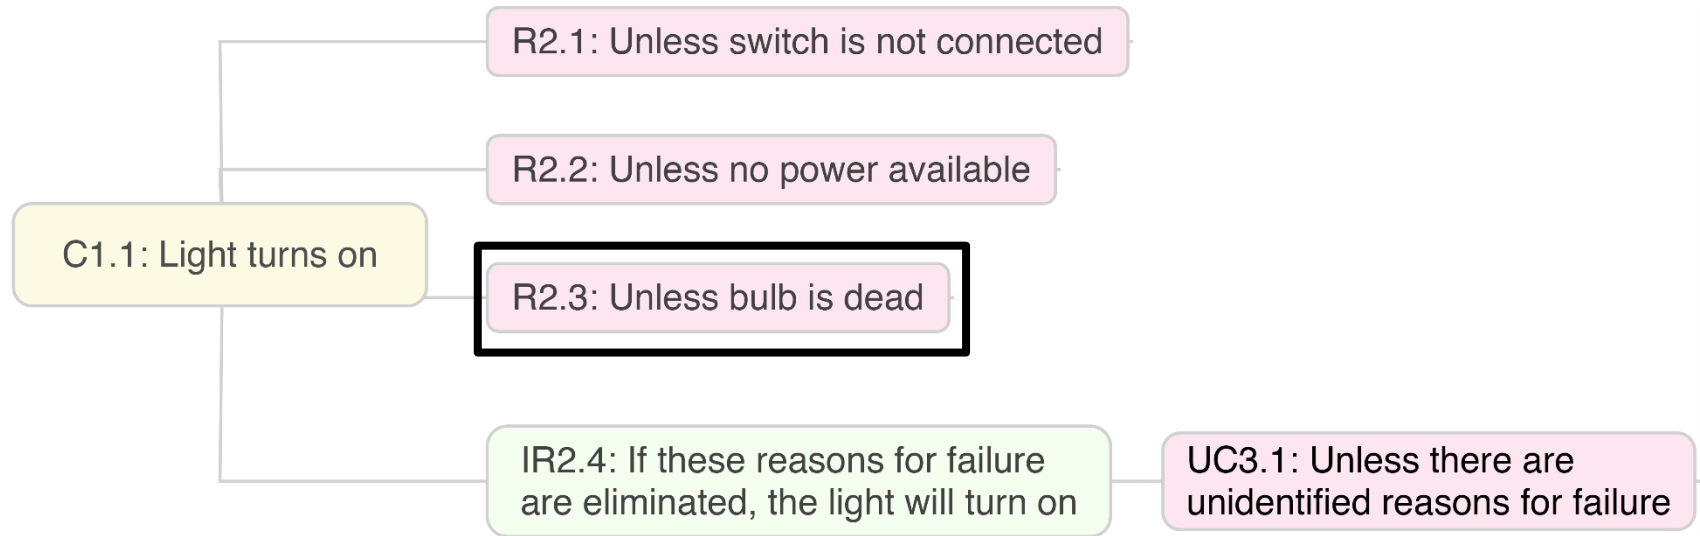 R2.1: Unless switch is not connected
R2.2: Unless no power available
C1.1: Light turns on
R2.3: Unless bulb is dead
IR2.4: If these reasons for failure
are eliminated, the light will turn on
UC3.1: Unless there are
unidentified reasons for failure